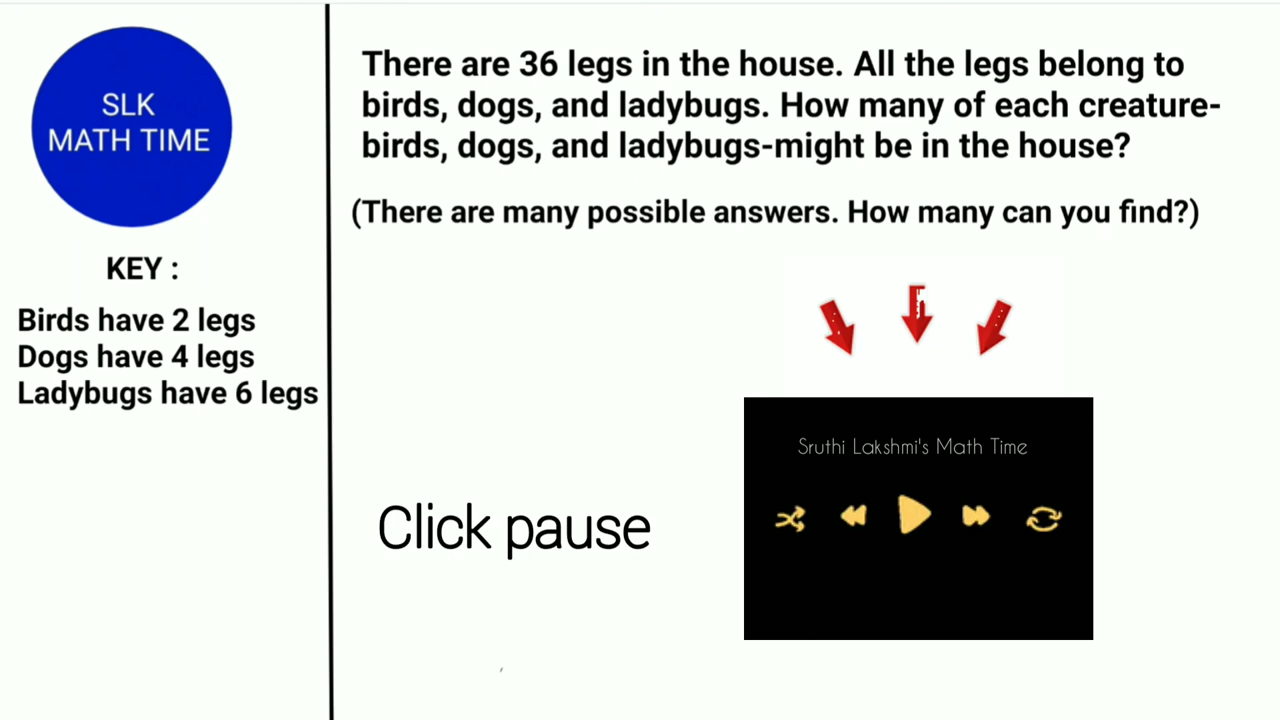 SLK
MATH TIME
KEY :
Birds have 2 legs
Dogs have 4 legs
Ladybugs have 6 legs
There are 36 legs in the house. All the legs belong to
birds, dogs, and ladybugs. How many of each creature-
birds, dogs, and ladybugs-might be in the house?
(There are many possible answers. How many can you find?)
Click pause
Sruthi Lakshmi's Math Time